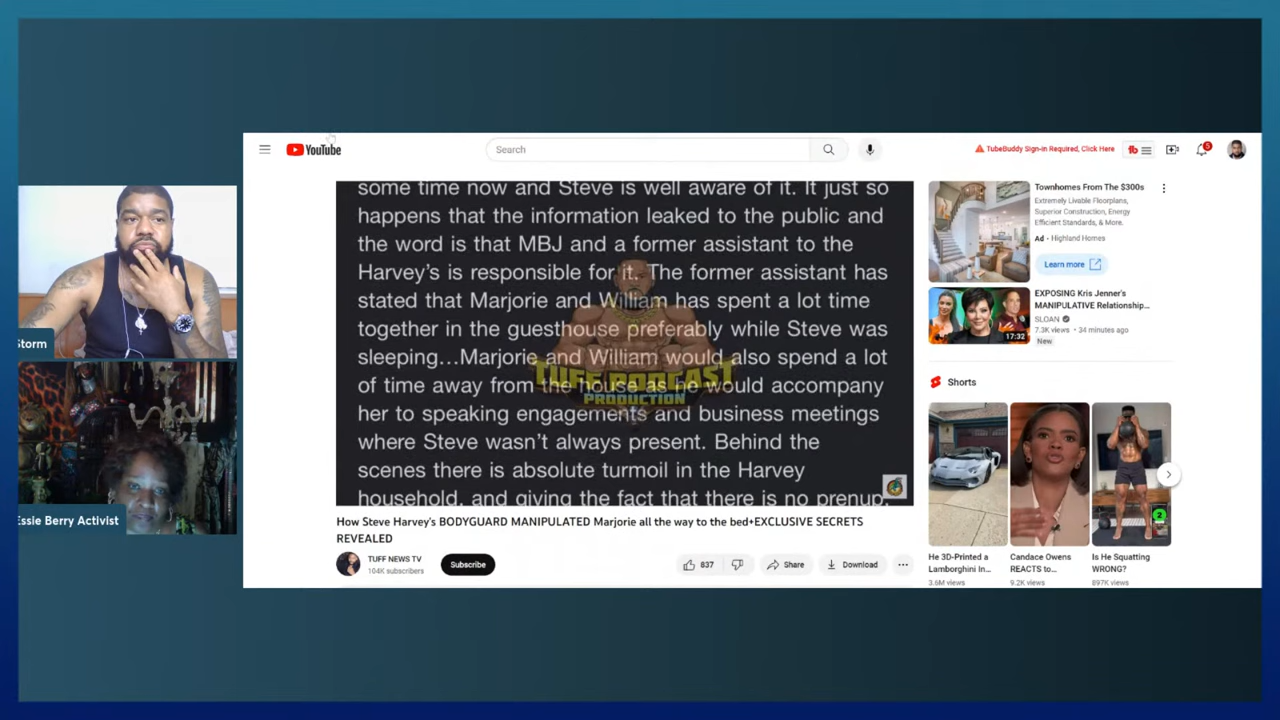 YouTube
Search
TubeBuddy Sign-in Required, Click Here
tb
5
some time now and Steve is well aware of it. It just so
happens that the information leaked to the public and
the word is that MBJ and a former assistant to the
Harvey's is responsible for it. The former assistant has
stated that Marjorie and William has spent a lot time
together in the guesthouse preferably while Steve was
sleeping...Marjorie and William would also spend a lot
of time away from the house as he would accompany
her to speaking engagements and business meetings
where Steve wasn't always present. Behind the
scenes there is absolute turmoil in the Harvey
household, and giving the fact that there is no prenup,
TUFF PODCAST
PRODUCTION
How Steve Harvey's BODYGUARD MANIPULATED Marjorie all the way to the bed+EXCLUSIVE SECRETS
REVEALED
TUFF NEWS TV
104K subscribers
Subscribe
837
Share
Download
Townhomes From The $300s
Extremely Livable Floorplans,
Superior Construction, Energy
Efficient Standards, & More.
Ad · Highland Homes
Learn more
EXPOSING Kris Jenner's
MANIPULATIVE Relationship...
SLOAN
7.3K views · 34 minutes ago
New
17:32
Shorts
2
He 3D-Printed a
Lamborghini In...
3.6M views
Candace Owens
REACTS to...
9.2K views
Is He Squatting
WRONG?
897K views
Storm
Essie Berry Activist